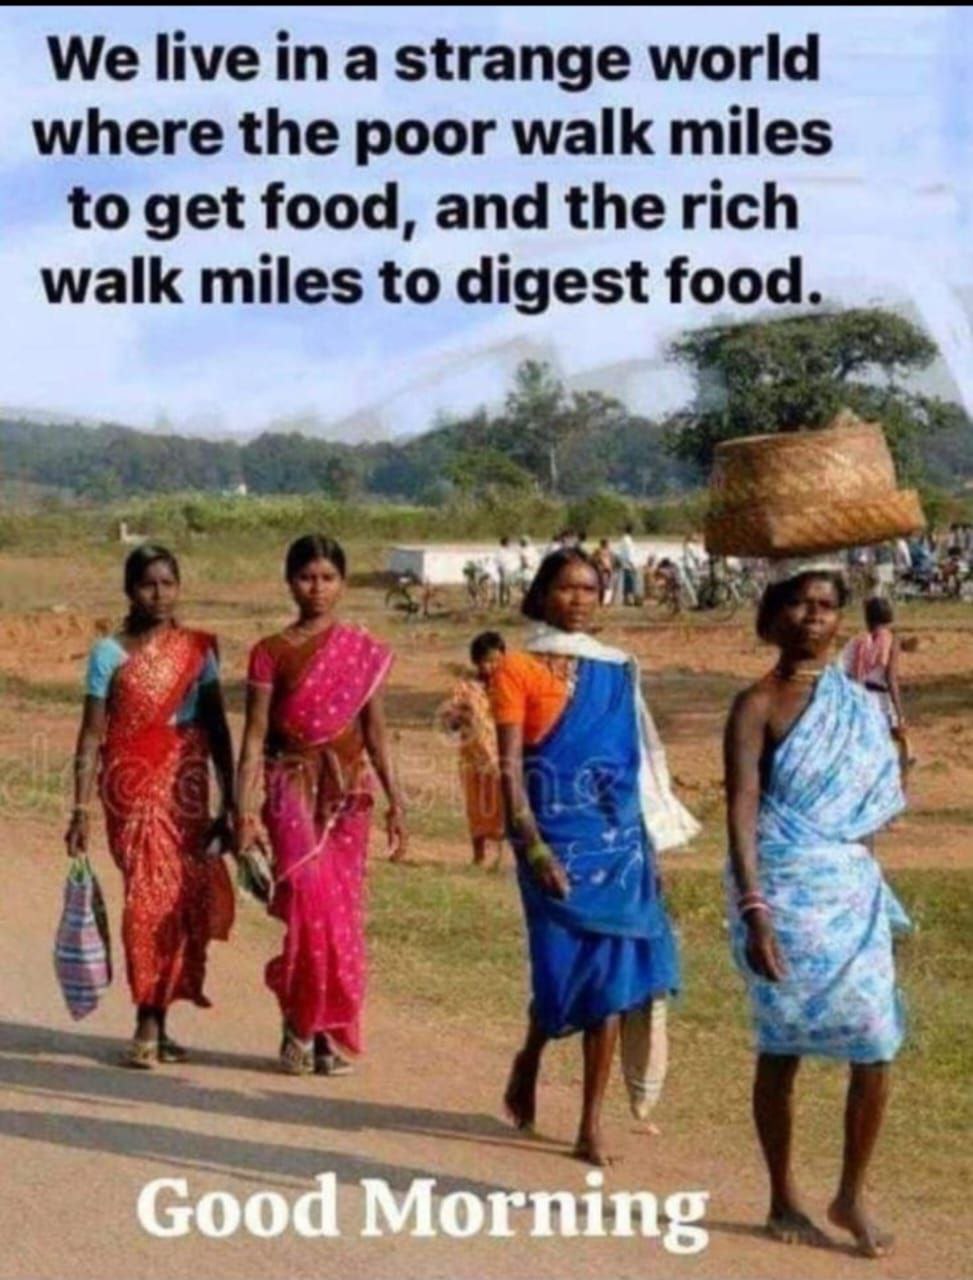 We live in a strange world
where the poor walk miles
to get food, and the rich
walk miles to digest food.
dreamstime
Good Morning